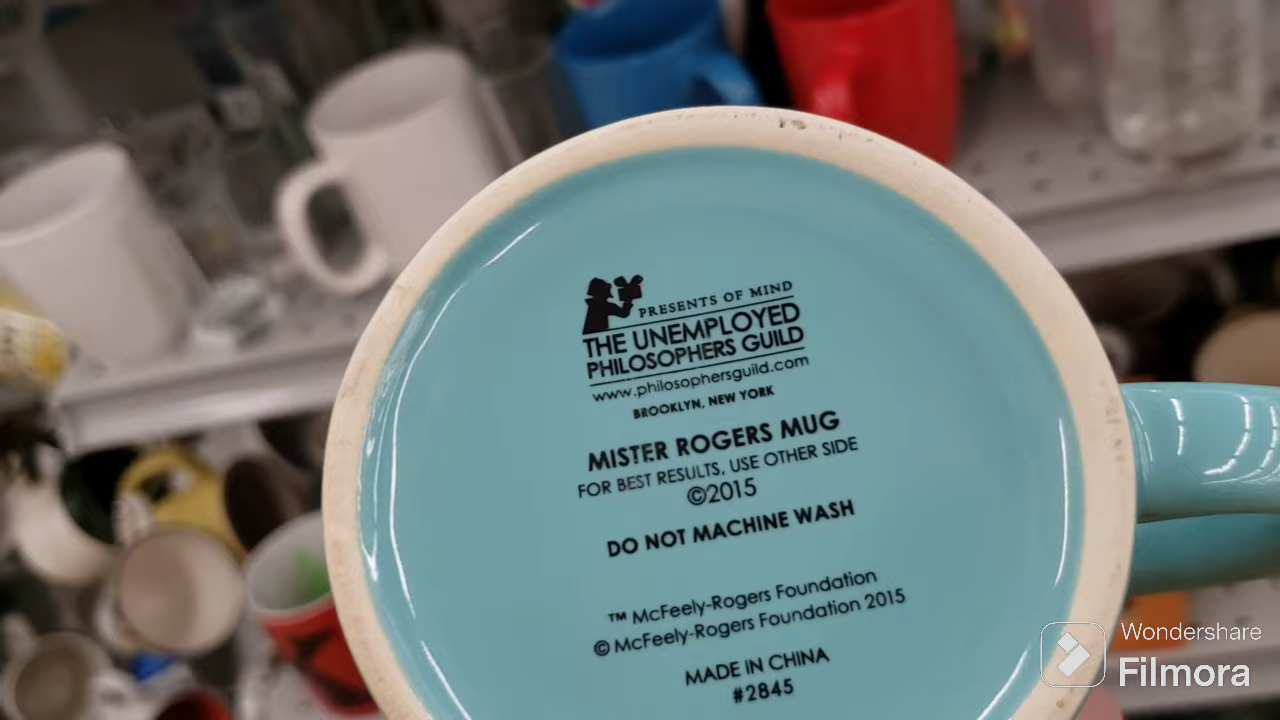 PRESENTS OF MIND
THE UNEMPLOYED
PHILOSOPHERS GUILD
www.philosophersguild.com
BROOKLYN, NEW YORK
MISTER ROGERS MUG
FOR BEST RESULTS, USE OTHER SIDE
©2015
DO NOT MACHINE WASH
™ McFeely-Rogers Foundation
© McFeely-Rogers Foundation 2015
MADE IN CHINA
#2845
Wondershare
Filmora